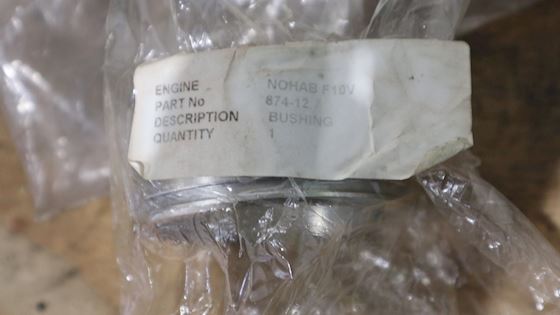 ENGINE NOHAB F10V
PART No 874-12
DESCRIPTION BUSHING
QUANTITY 1